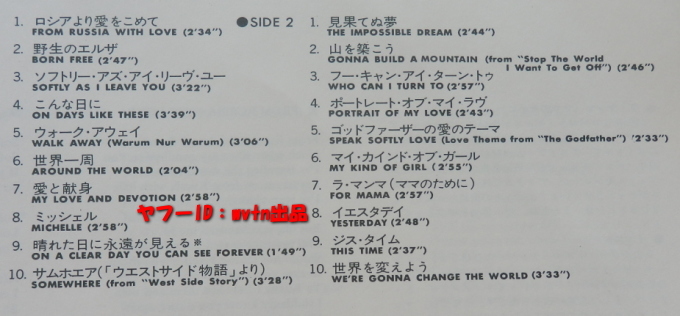 1. ロシアより愛をこめて
FROM RUSSIA WITH LOVE (2'34")
2. 野生のエルザ
BORN FREE (2'47")
3. ソフトリー・アズ・アイ・リーヴ・ユー
SOFTLY AS I LEAVE YOU (3'22")
4. こんな日に
ON DAYS LIKE THESE (3'39")
5. ウォーク・アウェイ
WALK AWAY (Warum Nur Warum) (3'06")
6. 世界一周
AROUND THE WORLD (2'04")
7. 愛と献身
MY LOVE AND DEVOTION (2'58")
8. ミッシェル
MICHELLE (2'58")
9. 晴れた日に永遠が見える※
ON A CLEAR DAY YOU CAN SEE FOREVER (1'49")
10. サムホエア(「ウエストサイド物語」より)
SOMEWHERE (from "West Side Story") (3'28")
●SIDE 2
1. 見果てぬ夢
THE IMPOSSIBLE DREAM (2'44")
2. 山を築こう
GONNA BUILD A MOUNTAIN (from "Stop The World
I Want To Get Off") (2'46")
3. フー・キャン・アイ・ターン・トゥ
WHO CAN I TURN TO (2'57")
4. ポートレート・オブ・マイ・ラヴ
PORTRAIT OF MY LOVE (2'43")
5. ゴッドファーザーの愛のテーマ
SPEAK SOFTLY LOVE (Love Theme from "The Godfather") '2'33")
6. マイ・カインド・オブ・ガール
MY KIND OF GIRL (2'55")
7. ラ・マンマ(ママのために)
FOR MAMA (2'57")
8. イエスタデイ
YESTERDAY (2'48")
9. ジス・タイム
THIS TIME (2'37")
10. 世界を変えよう
WE'RE GONNA CHANGE THE WORLD (3'33")
ヤフーID:mvtn出品